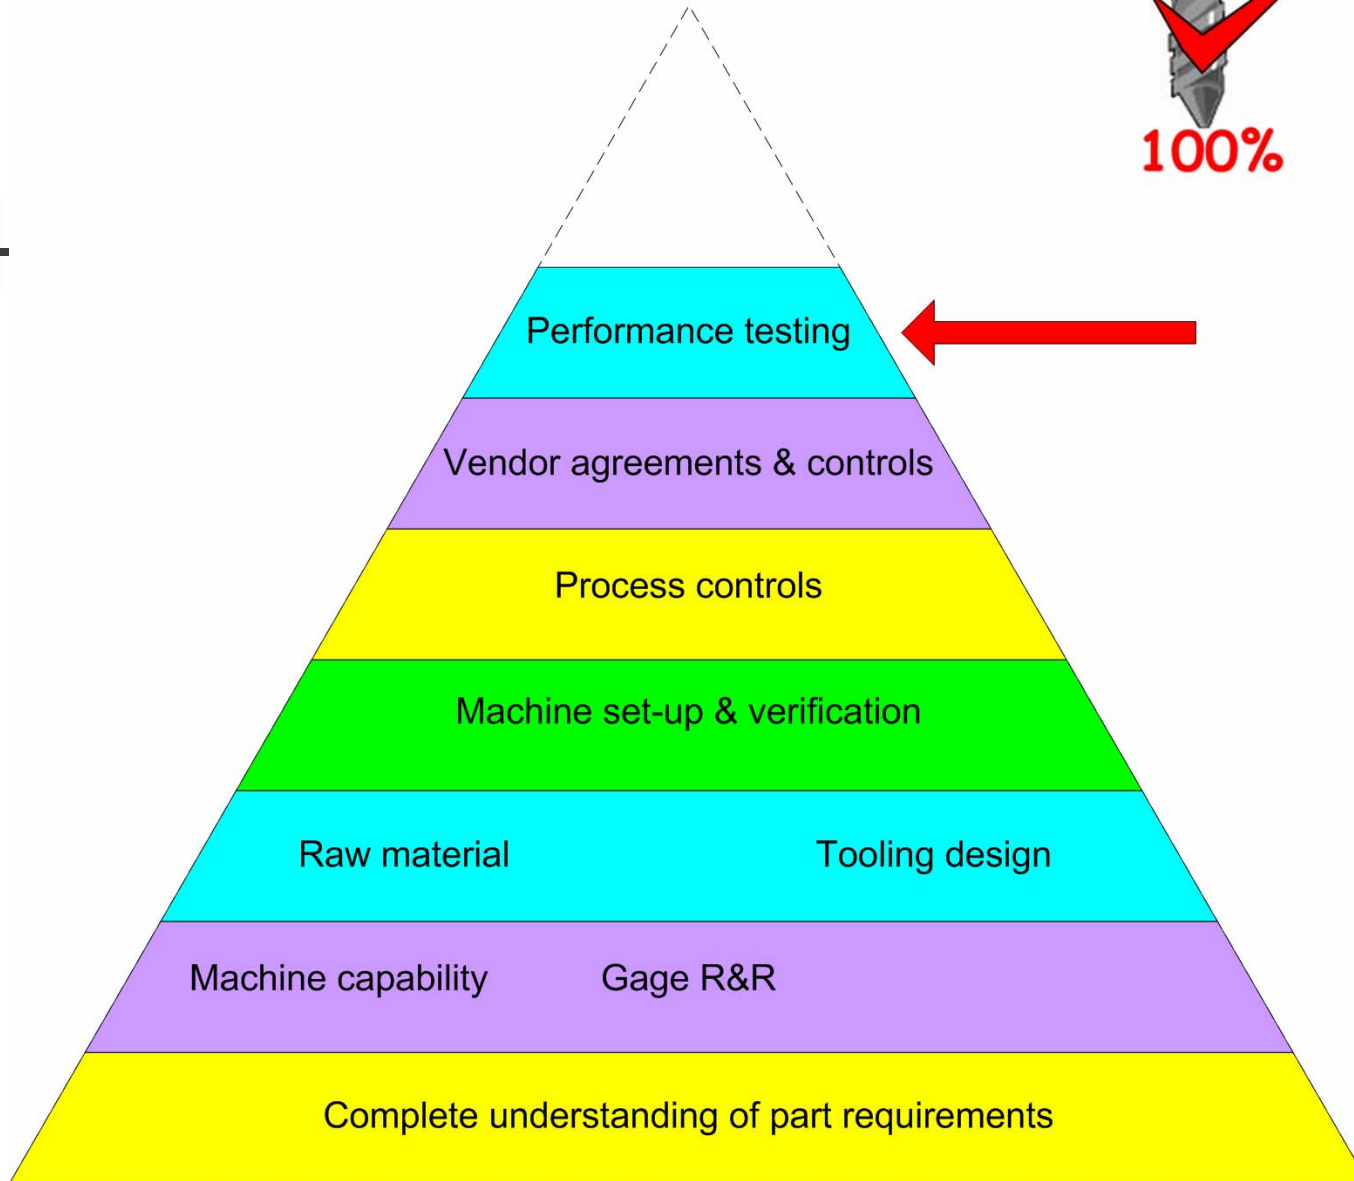 100%
Performance testing
Vendor agreements & controls
Process controls
Machine set-up & verification
Raw material Tooling design
Machine capability Gage R&R
Complete understanding of part requirements